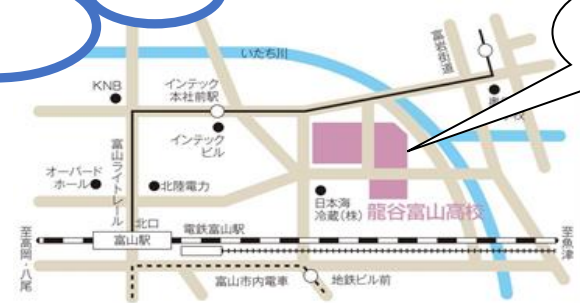 いたち川
富岩街道
KNB
インテック
本社前駅
インテック
ビル
富山ライトレール
オーバード
ホール
北陸電力
日本海
冷蔵(株)
龍谷富山高校
北口
富山駅
電鉄富山駅
至高岡・八尾
至魚津
富山市内電車
地鉄ビル前